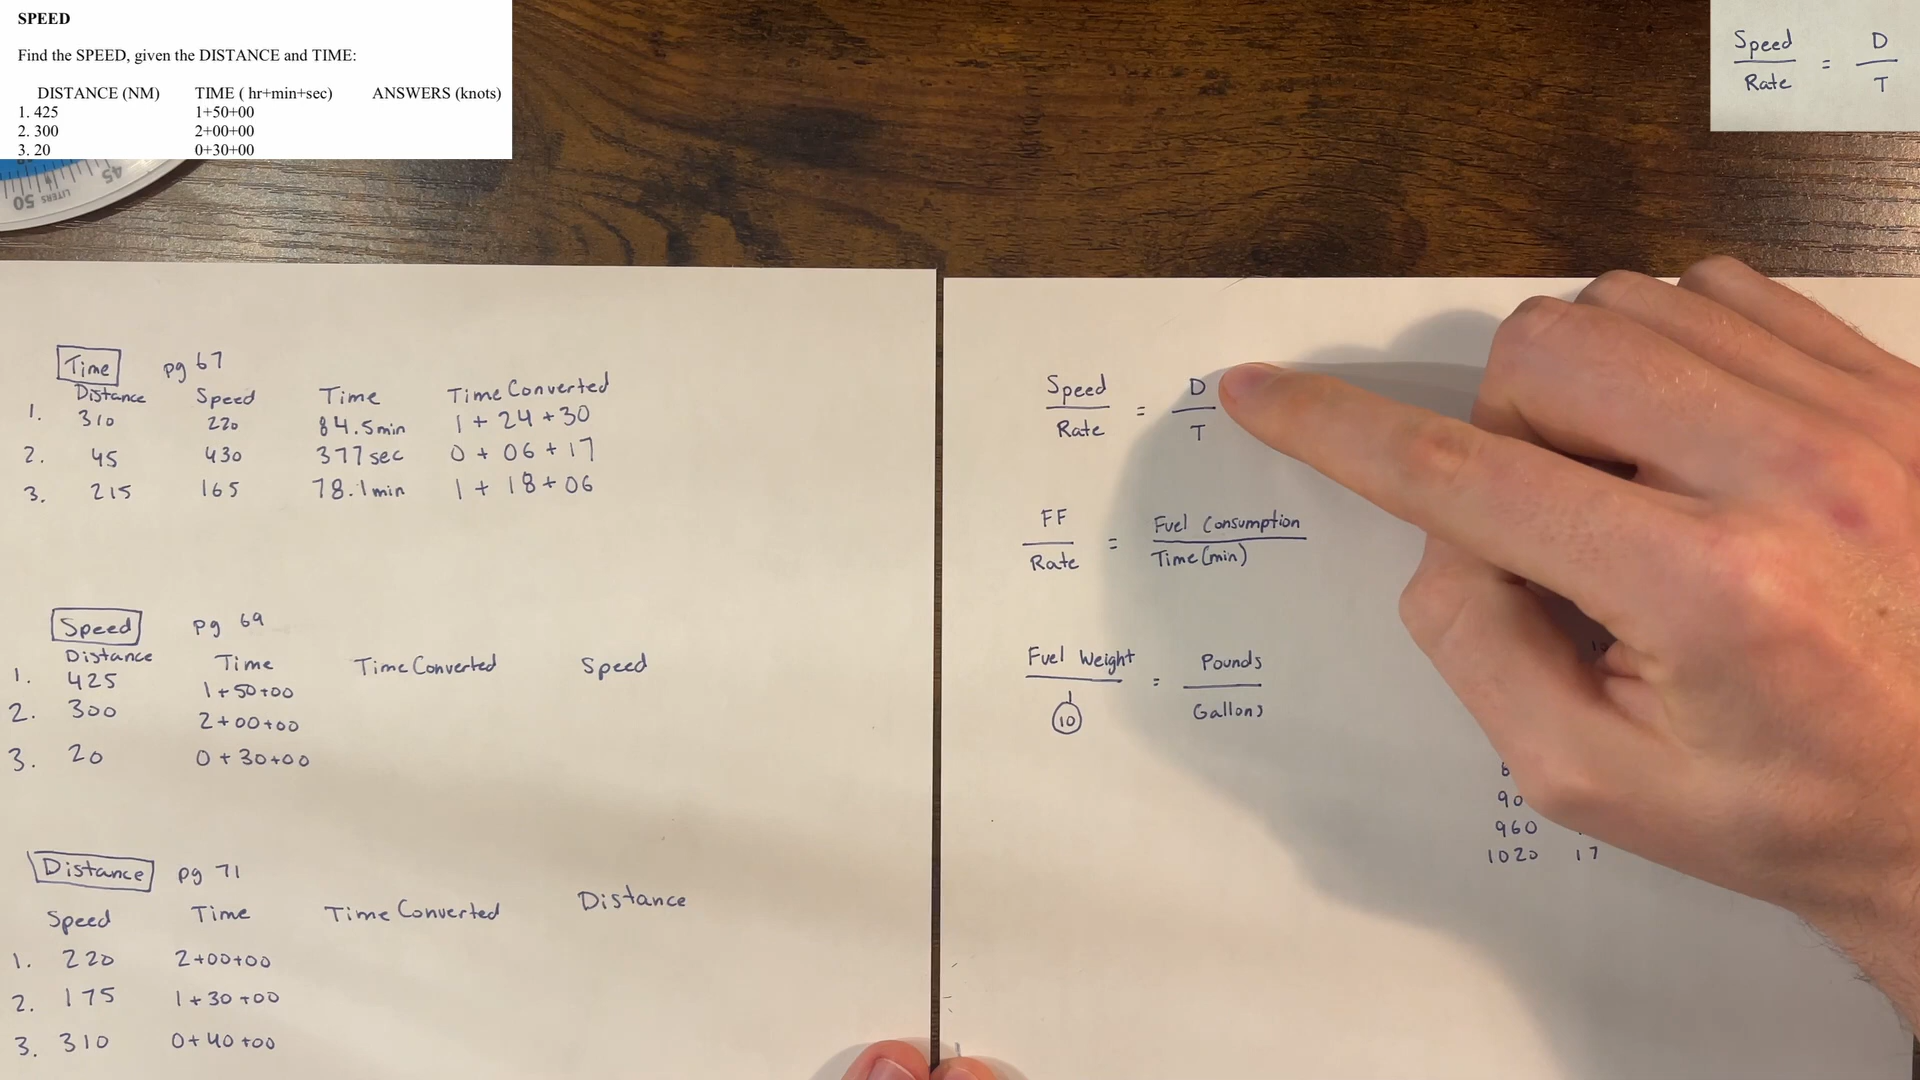 SPEED
Find the SPEED, given the DISTANCE and TIME:
DISTANCE (NM) TIME ( hr+min+sec) ANSWERS (knots)
1. 425 1+50+00
2. 300 2+00+00
3. 20 0+30+00
45
LITERS
50
Speed D
=
Rate T
Time pg 67
Distance Speed Time Time Converted
1. 310 220 84.5min 1 + 24 + 30
2. 45 430 377sec 0 + 06 + 17
3. 215 165 78.1min 1 + 18 + 06
Speed pg 69
Distance Time Time Converted Speed
1. 425 1+50+00
2. 300 2+00+00
3. 20 0+30+00
Distance pg 71
Speed Time Time Converted Distance
1. 220 2+00+00
2. 175 1+30+00
3. 310 0+40+00
Speed D
=
Rate T
FF Fuel Consumption
=
Rate Time(min)
Fuel Weight Pounds
=
10 Gallons
90
960
1020 17